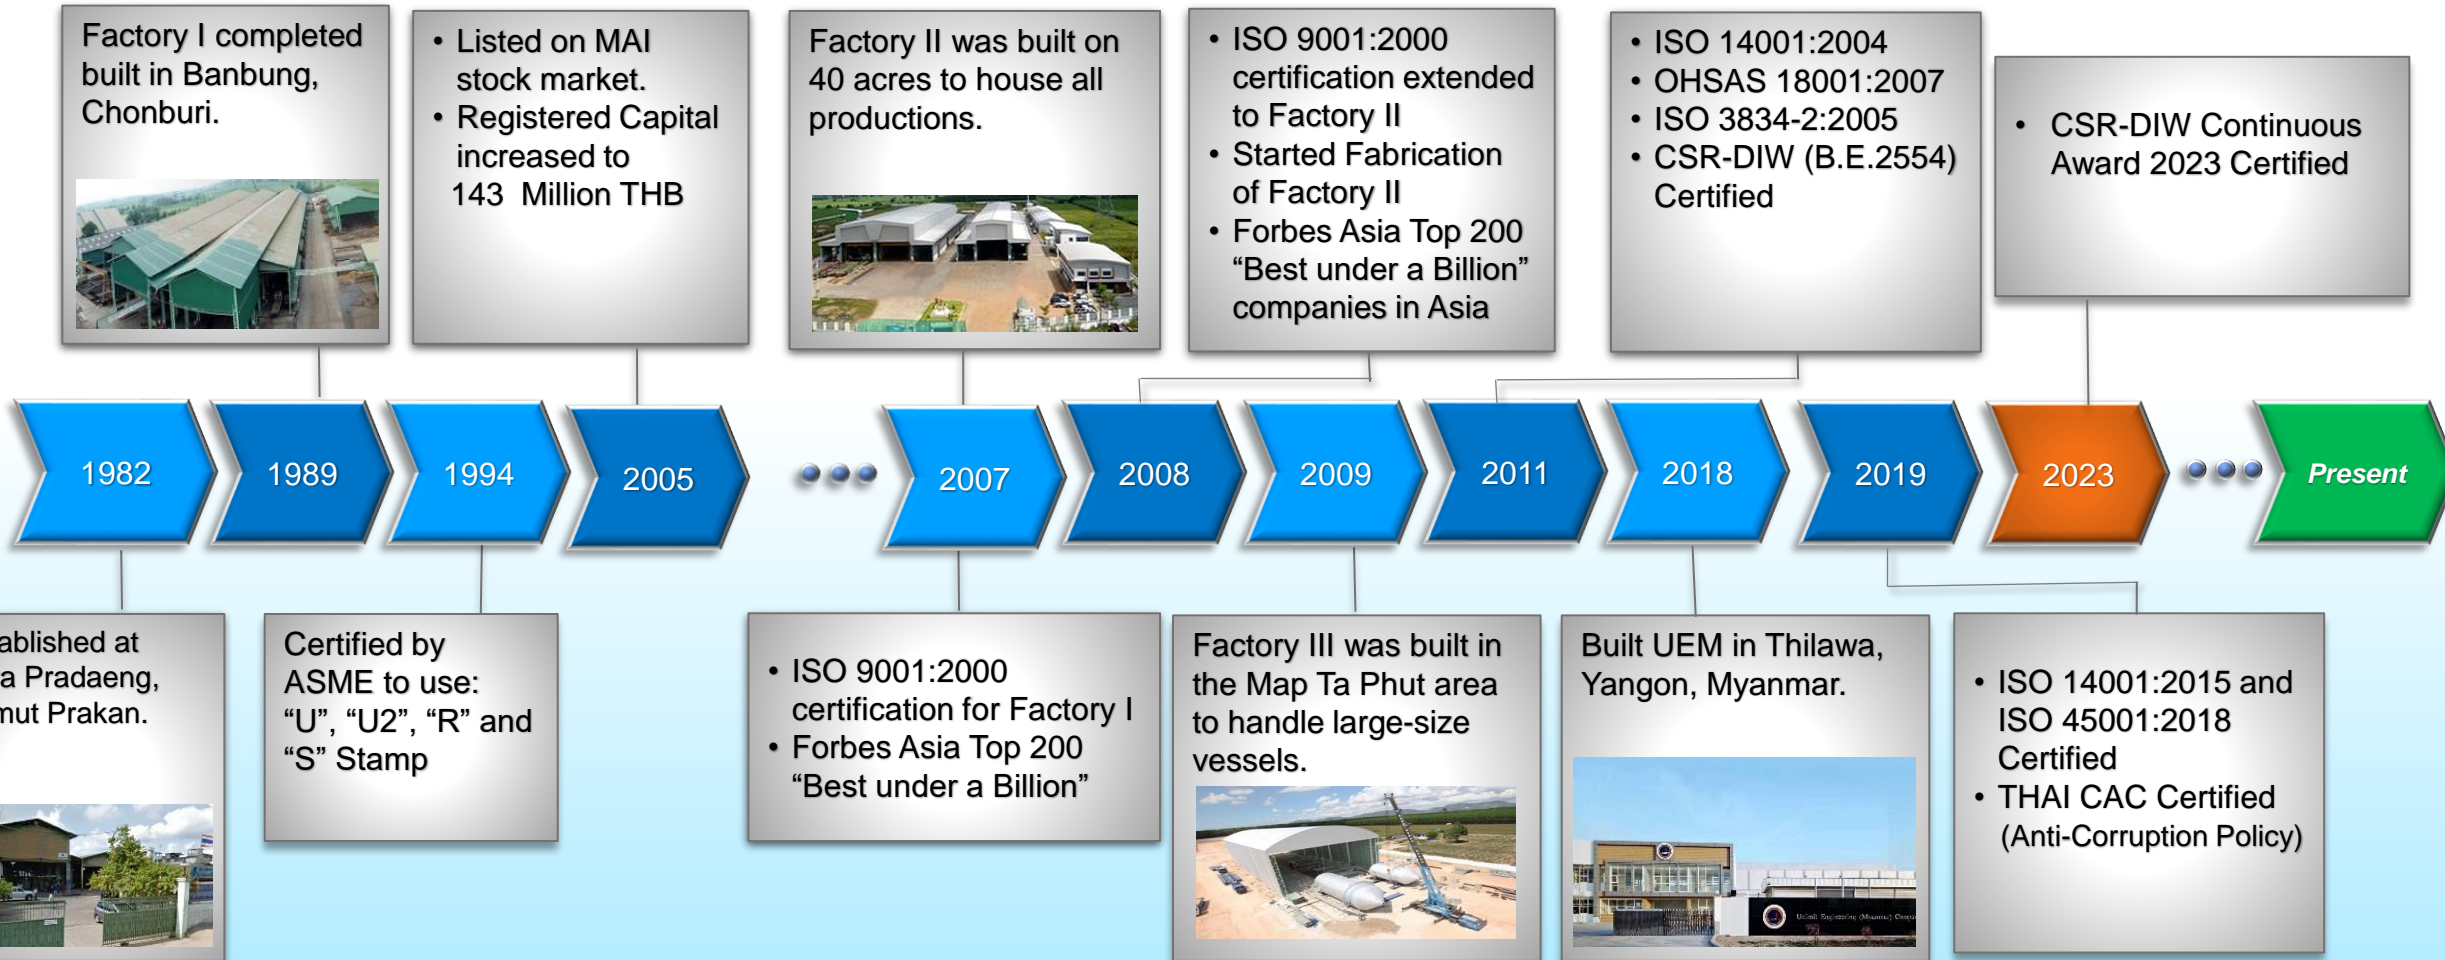 Factory I completed
built in Banbung,
Chonburi.
• Listed on MAI
stock market.
• Registered Capital
increased to
143 Million THB
Factory II was built on
40 acres to house all
productions.
• ISO 9001:2000
certification extended
to Factory II
• Started Fabrication
of Factory II
• Forbes Asia Top 200
“Best under a Billion”
companies in Asia
• ISO 14001:2004
• OHSAS 18001:2007
• ISO 3834-2:2005
• CSR-DIW (B.E.2554)
Certified
• CSR-DIW Continuous
Award 2023 Certified
1982
1989
1994
2005
2007
2008
2009
2011
2018
2019
2023
Present
ablished at
a Pradaeng,
mut Prakan.
Certified by
ASME to use:
“U”, “U2”, “R” and
“S” Stamp
• ISO 9001:2000
certification for Factory I
• Forbes Asia Top 200
“Best under a Billion”
Factory III was built in
the Map Ta Phut area
to handle large-size
vessels.
Built UEM in Thilawa,
Yangon, Myanmar.
Engineering (Myanmar)
• ISO 14001:2015 and
ISO 45001:2018
Certified
• THAI CAC Certified
(Anti-Corruption Policy)